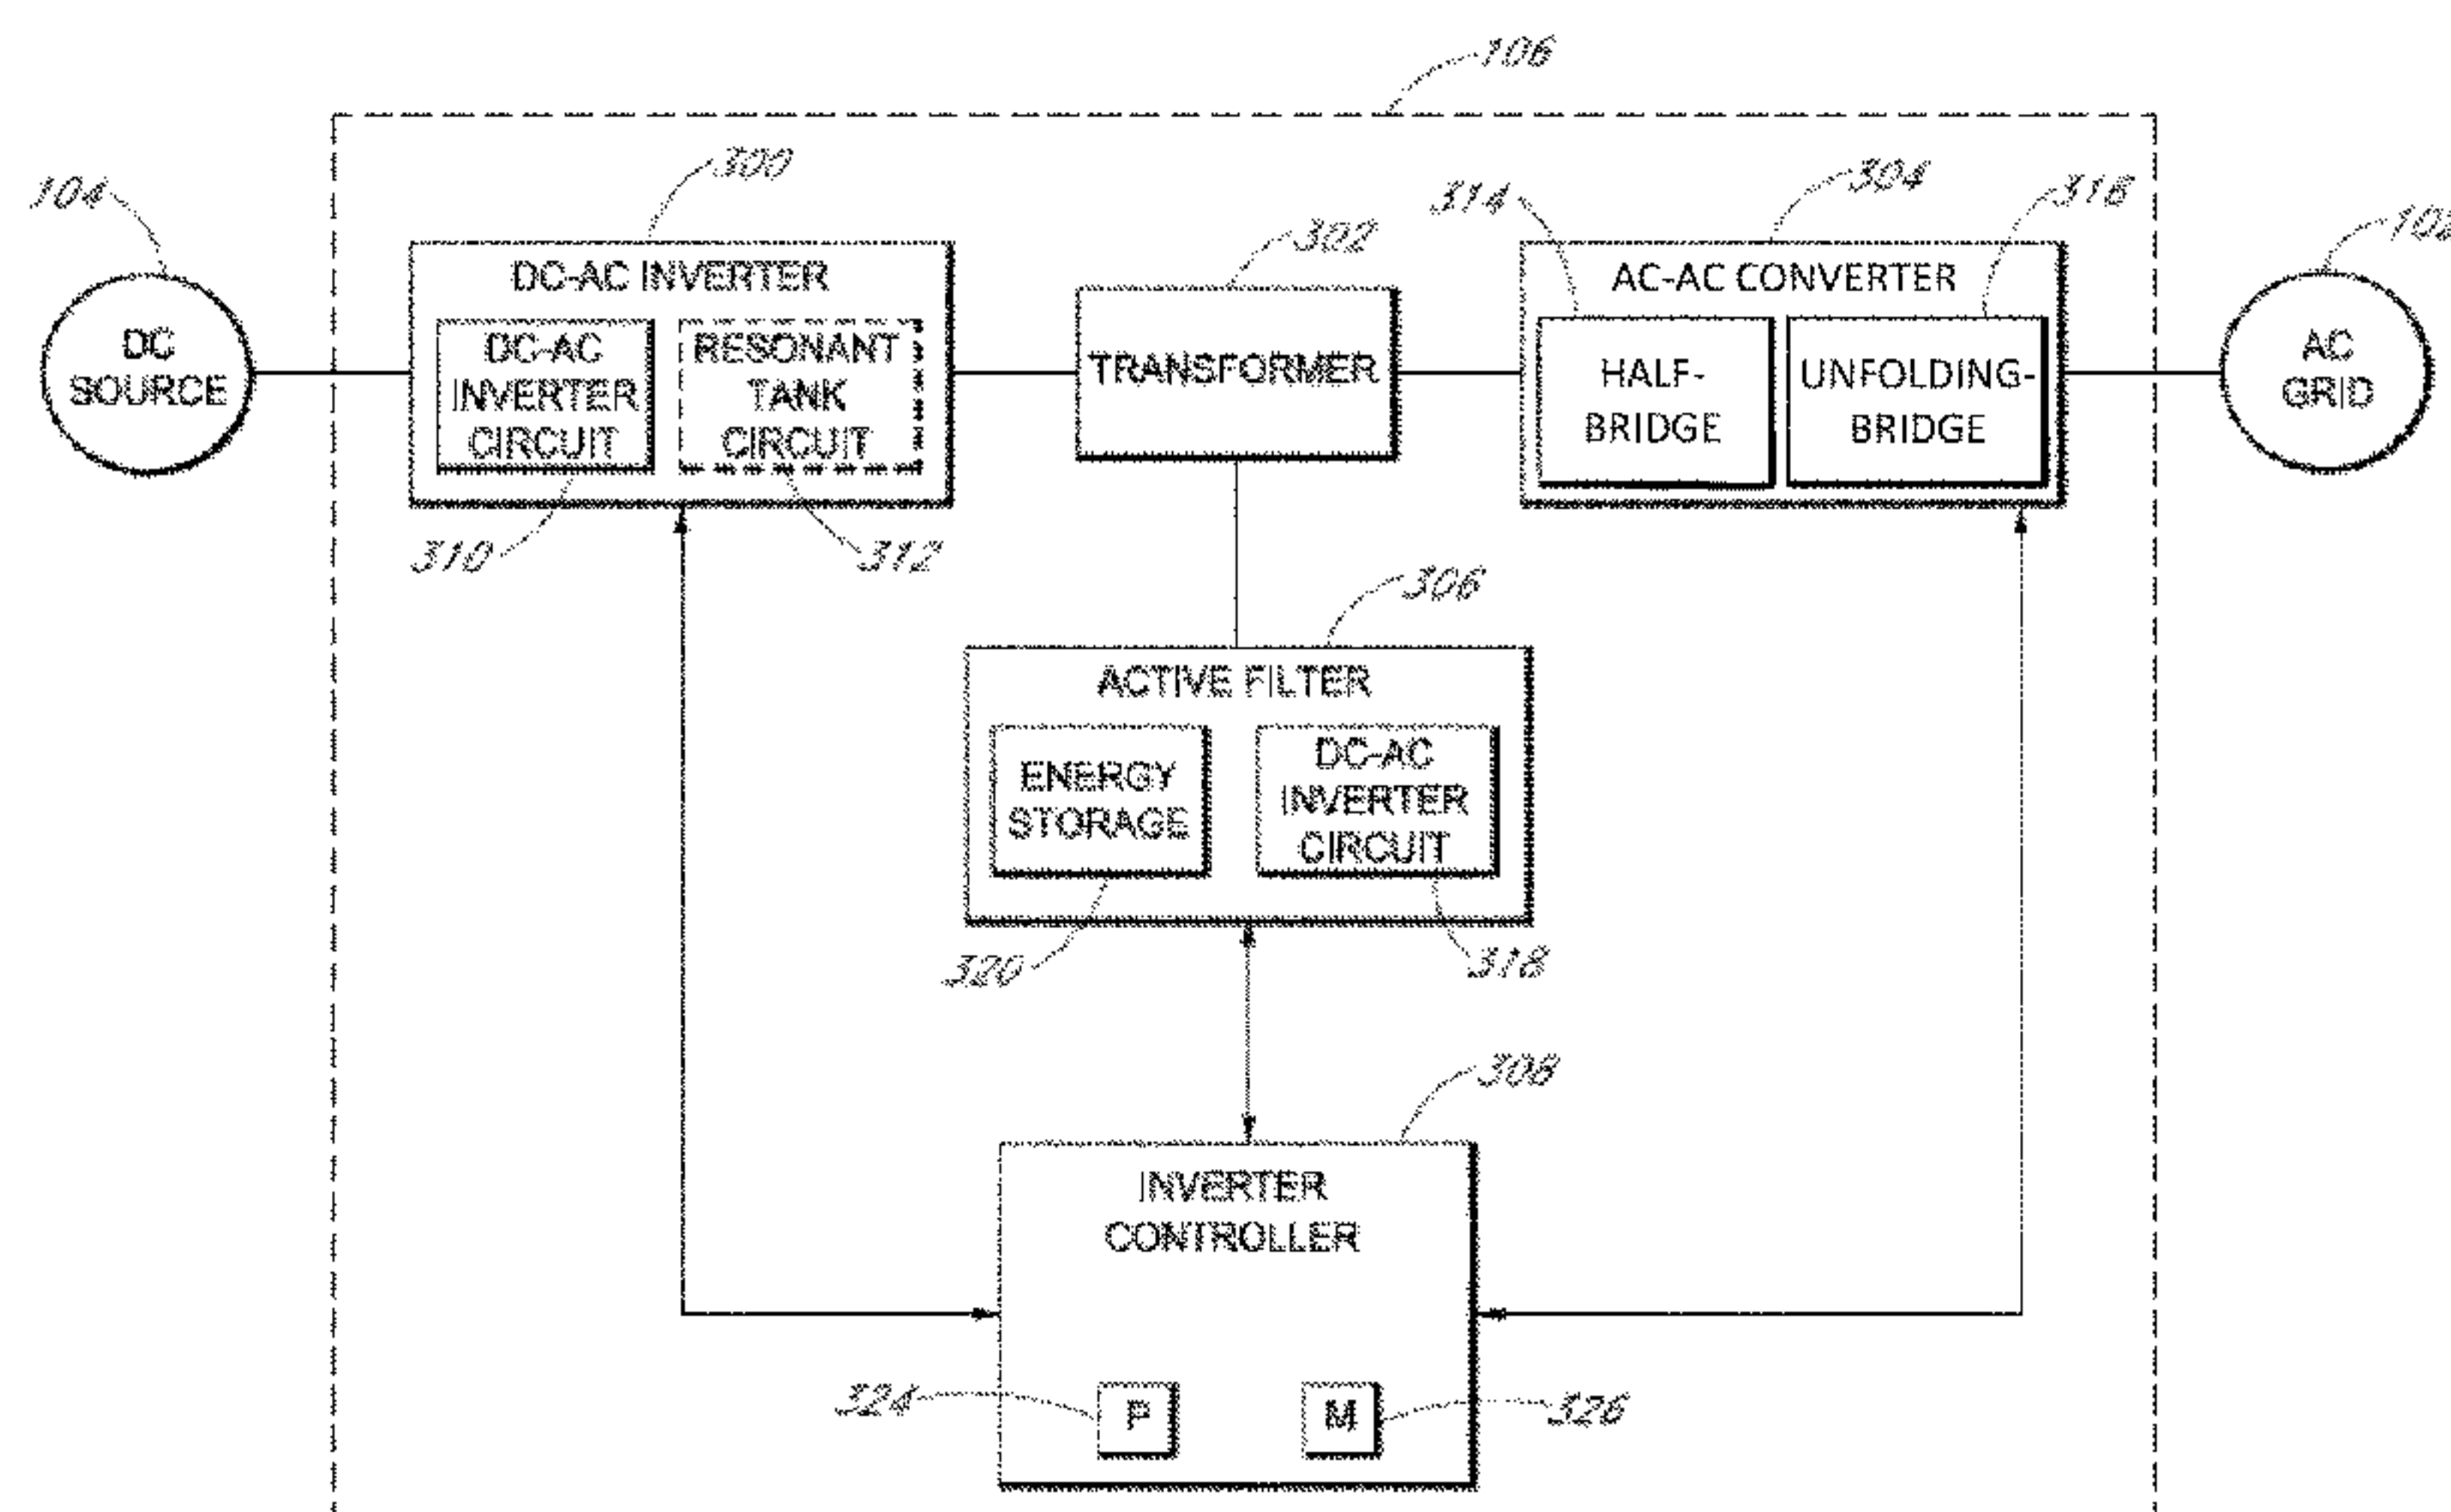 106
300
304
104
314
316
102
302
DC-AC INVERTER
AC-AC CONVERTER
DC
SOURCE
DC-AC
INVERTER
CIRCUIT
RESONANT
TANK
CIRCUIT
TRANSFORMER
HALF-
BRIDGE
UNFOLDING-
BRIDGE
AC
GRID
310
312
306
ACTIVE FILTER
ENERGY
STORAGE
DC-AC
INVERTER
CIRCUIT
320
318
308
INVERTER
CONTROLLER
324
P
M
326